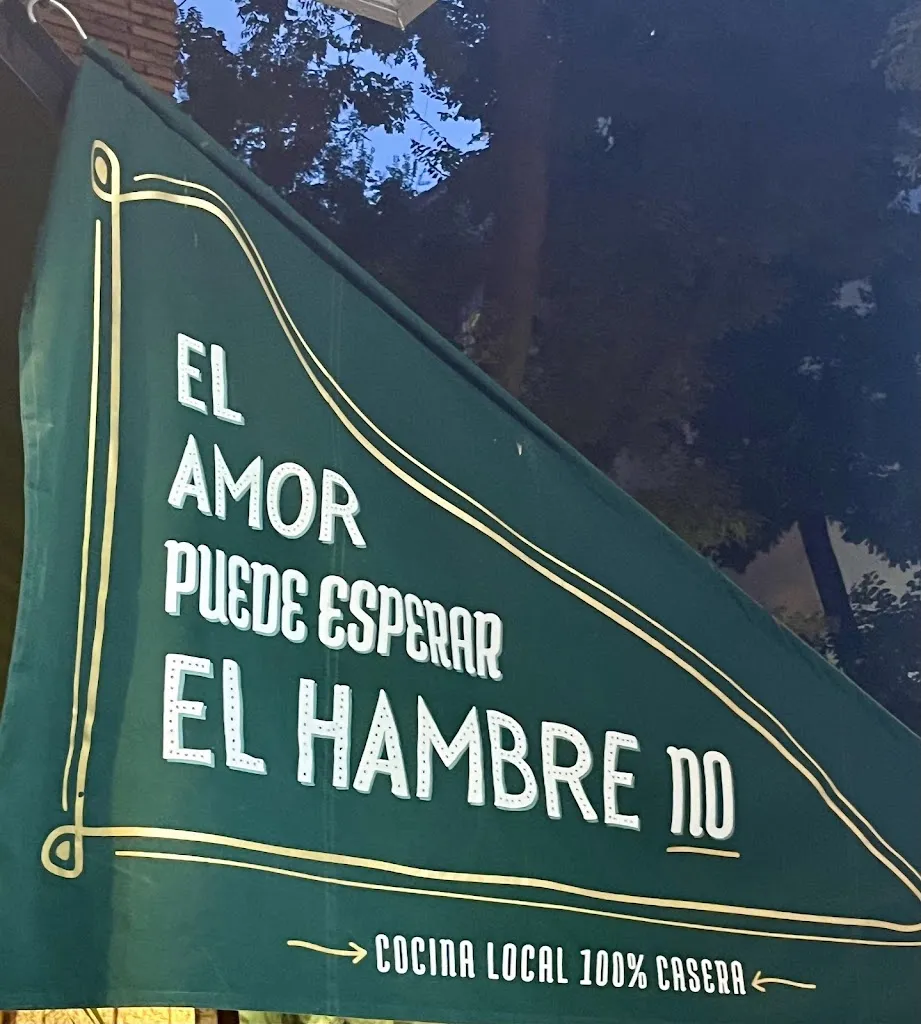 EL
AMOR
PUEDE ESPERAR
EL HAMBRE NO
COCINA LOCAL 100% CASERA